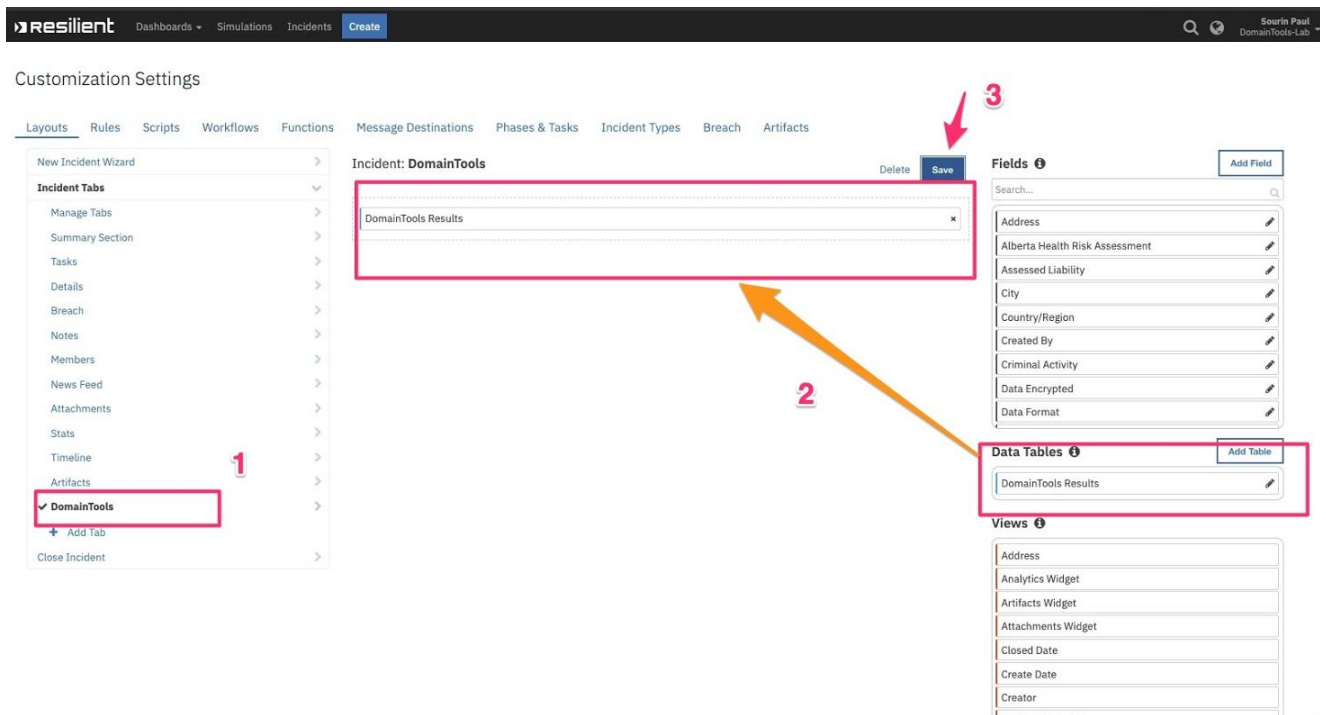 Resilient Dashboards Simulations Incidents Create Sourin Paul
DomainTools-Lab
Customization Settings
3
Layouts Rules Scripts Workflows Functions Message Destinations Phases & Tasks Incident Types Breach Artifacts
New Incident Wizard
Incident Tabs
Manage Tabs
Summary Section
Tasks
Details
Breach
Notes
Members
News Feed
Attachments
Stats
Timeline
1
Artifacts
DomainTools
+ Add Tab
Close Incident
Incident: DomainTools Delete Save
DomainTools Results ×
2
Fields Add Field
Search...
Address
Alberta Health Risk Assessment
Assessed Liability
City
Country/Region
Created By
Criminal Activity
Data Encrypted
Data Format
Data Tables Add Table
DomainTools Results
Views
Address
Analytics Widget
Artifacts Widget
Attachments Widget
Closed Date
Create Date
Creator